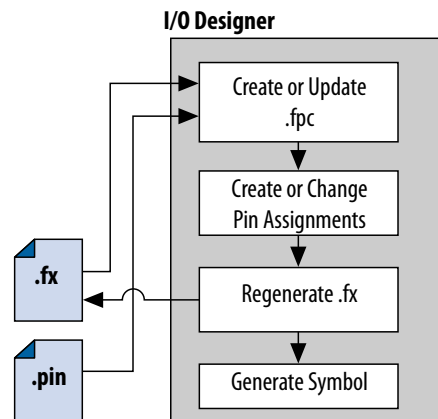 I/O Designer
Create or Update
.fpc
Create or Change
Pin Assignments
.fx
Regenerate .fx
.pin
Generate Symbol